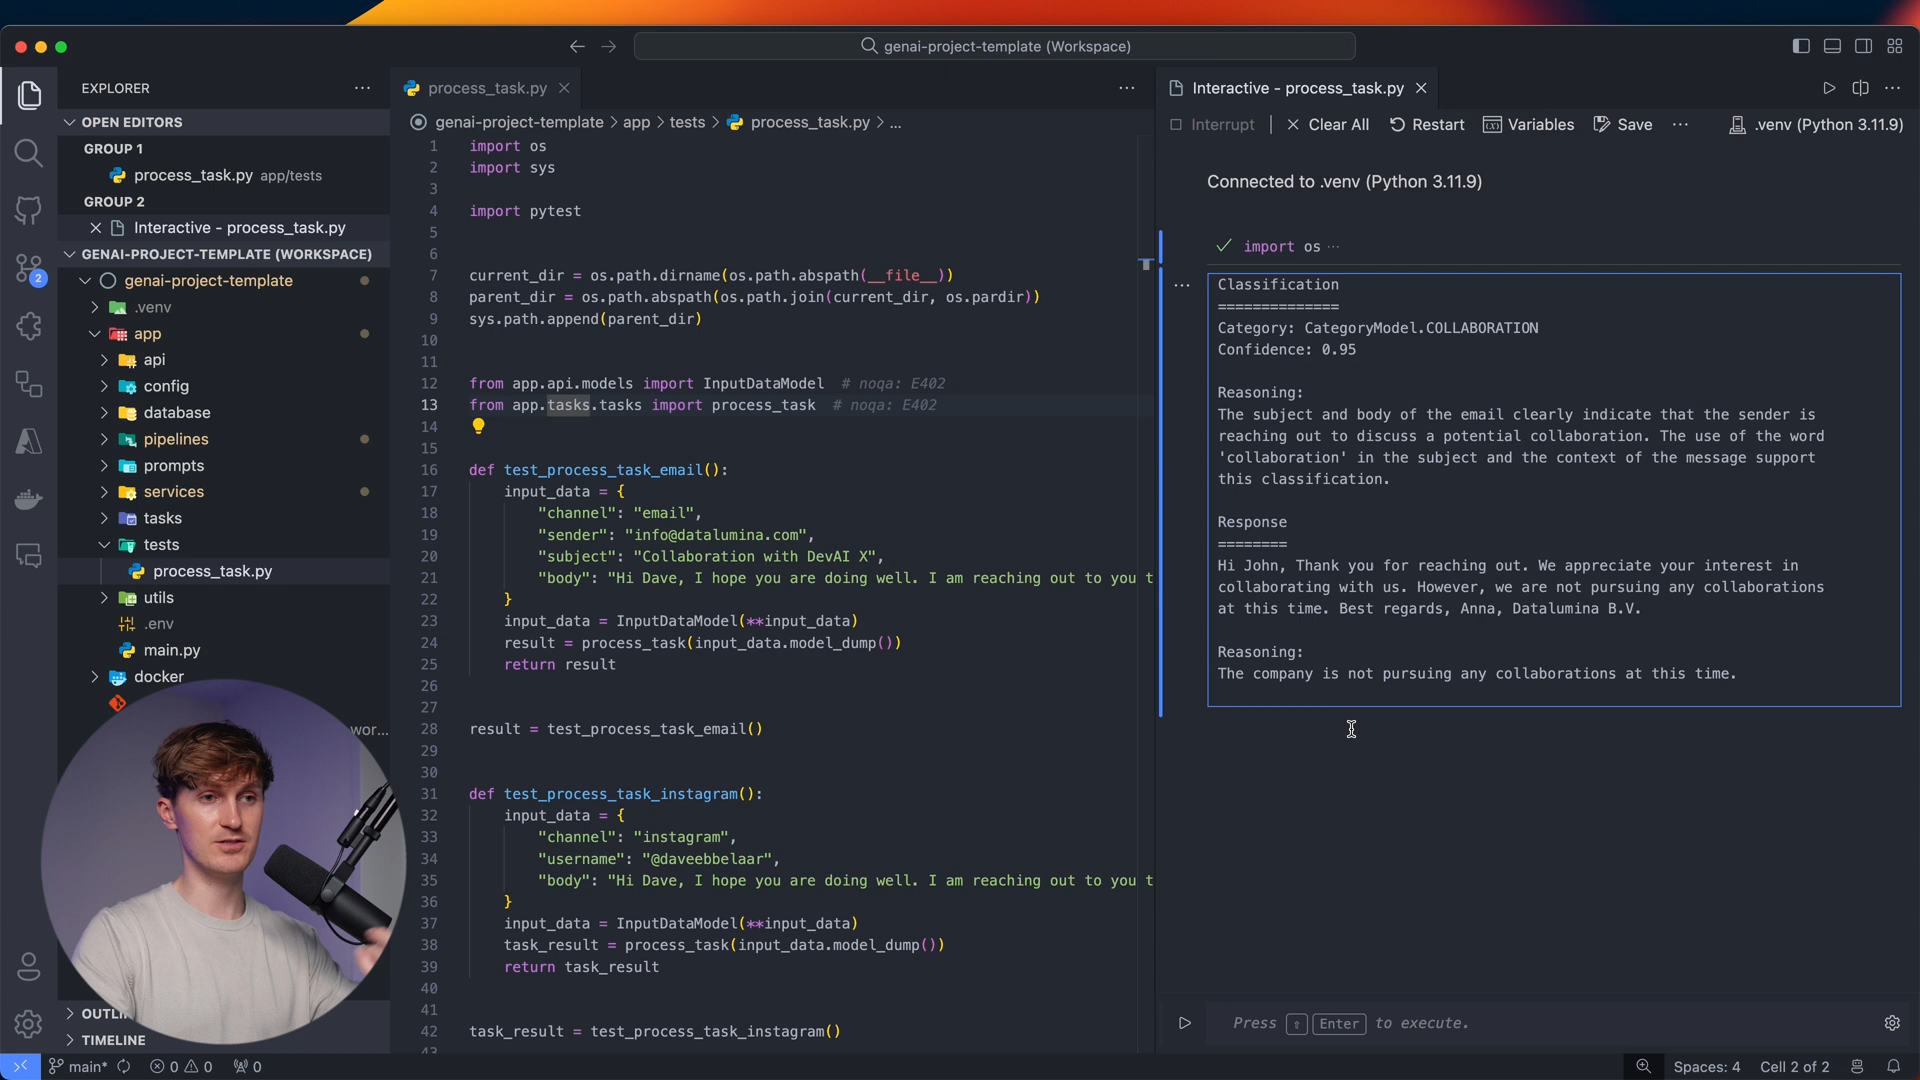 genai-project-template (Workspace)
EXPLORER
OPEN EDITORS
GROUP 1
process_task.py app/tests
GROUP 2
Interactive - process_task.py
GENAI-PROJECT-TEMPLATE (WORKSPACE)
genai-project-template
.venv
app
api
config
database
pipelines
prompts
services
tasks
tests
process_task.py
utils
.env
main.py
docker
wor...
TIMELINE
process_task.py
genai-project-template > app > tests > process_task.py > ...
1 import os
2 import sys
3
4 import pytest
5
6
7 current_dir = os.path.dirname(os.path.abspath(__file__))
8 parent_dir = os.path.abspath(os.path.join(current_dir, os.pardir))
9 sys.path.append(parent_dir)
10
11
12 from app.api.models import InputDataModel # noqa: E402
13 from app.tasks.tasks import process_task # noqa: E402
14
15
16 def test_process_task_email():
17 input_data = {
18 "channel": "email",
19 "sender": "info@datalumina.com",
20 "subject": "Collaboration with DevAI X",
21 "body": "Hi Dave, I hope you are doing well. I am reaching out to you t
22 }
23 input_data = InputDataModel(**input_data)
24 result = process_task(input_data.model_dump())
25 return result
26
27
28 result = test_process_task_email()
29
30
31 def test_process_task_instagram():
32 input_data = {
33 "channel": "instagram",
34 "username": "@daveebbelaar",
35 "body": "Hi Dave, I hope you are doing well. I am reaching out to you t
36 }
37 input_data = InputDataModel(**input_data)
38 task_result = process_task(input_data.model_dump())
39 return task_result
40
41
42 task_result = test_process_task_instagram()
43
Interactive - process_task.py
Interrupt | Clear All Restart Variables Save ... .venv (Python 3.11.9)
Connected to .venv (Python 3.11.9)
import os ...
Classification
==============
Category: CategoryModel.COLLABORATION
Confidence: 0.95
Reasoning:
The subject and body of the email clearly indicate that the sender is
reaching out to discuss a potential collaboration. The use of the word
'collaboration' in the subject and the context of the message support
this classification.
Response
========
Hi John, Thank you for reaching out. We appreciate your interest in
collaborating with us. However, we are not pursuing any collaborations
at this time. Best regards, Anna, Datalumina B.V.
Reasoning:
The company is not pursuing any collaborations at this time.
Press ⇧ Enter to execute.
2
main* 0 0 0
Spaces: 4 Cell 2 of 2